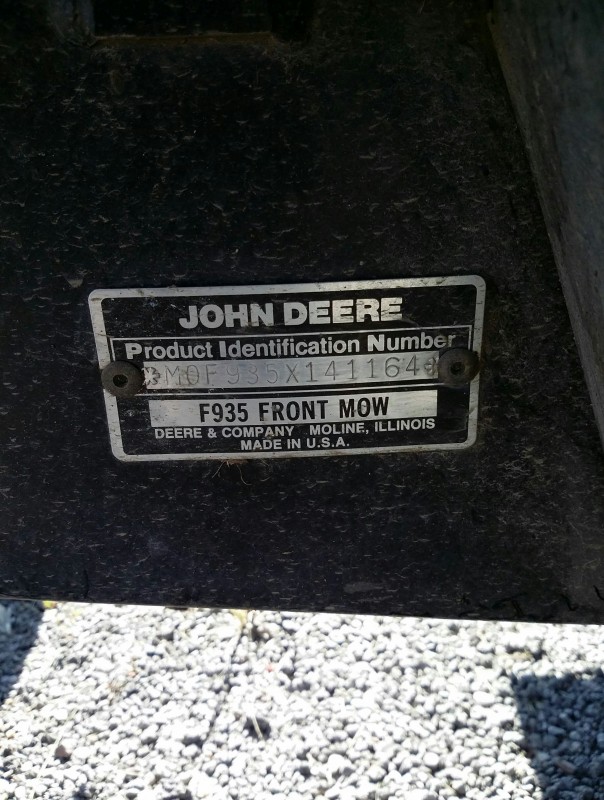 JOHN DEERE
Product Identification Number
*M0F935X141164*
F935 FRONT MOW
DEERE & COMPANY MOLINE, ILLINOIS
MADE IN U.S.A.